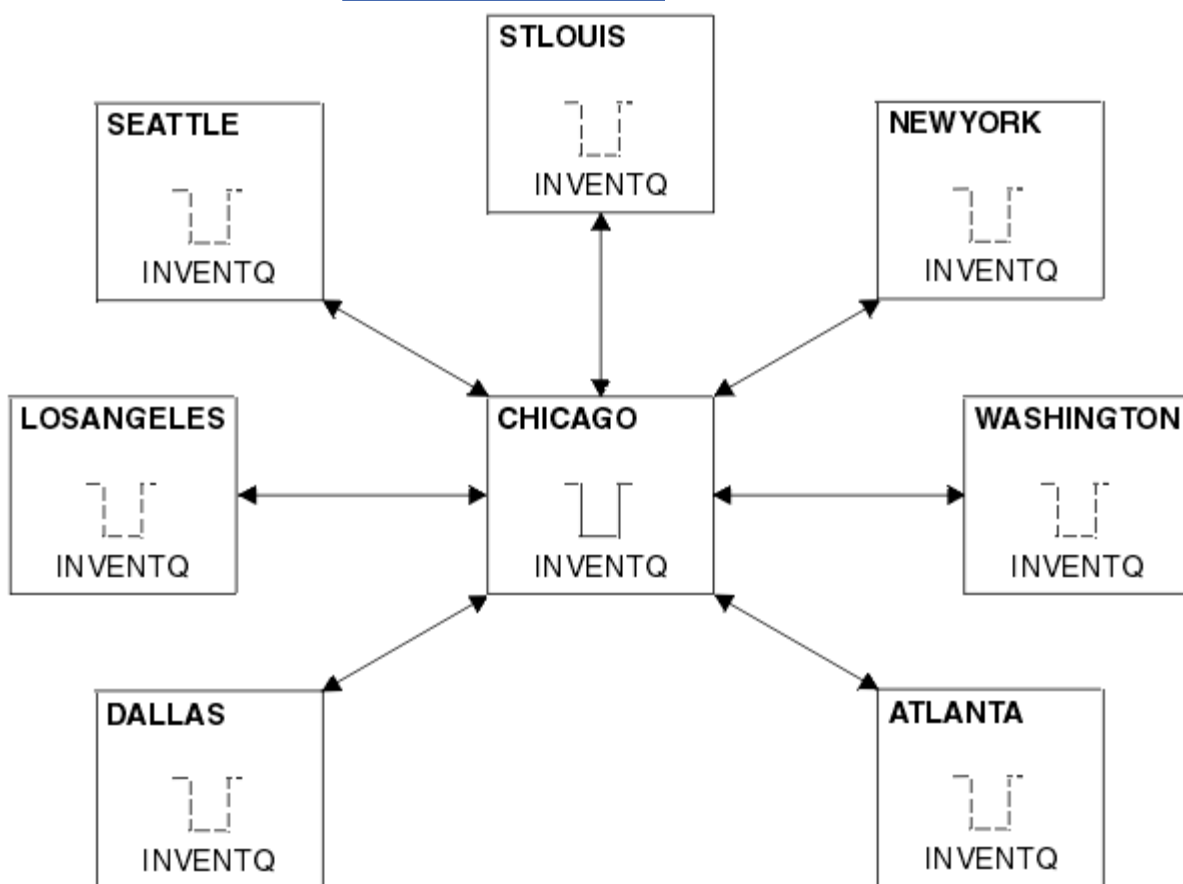 STLOUIS
INVENTQ
SEATTLE
INVENTQ
NEWYORK
INVENTQ
LOSANGELES
INVENTQ
CHICAGO
INVENTQ
WASHINGTON
INVENTQ
DALLAS
INVENTQ
ATLANTA
INVENTQ